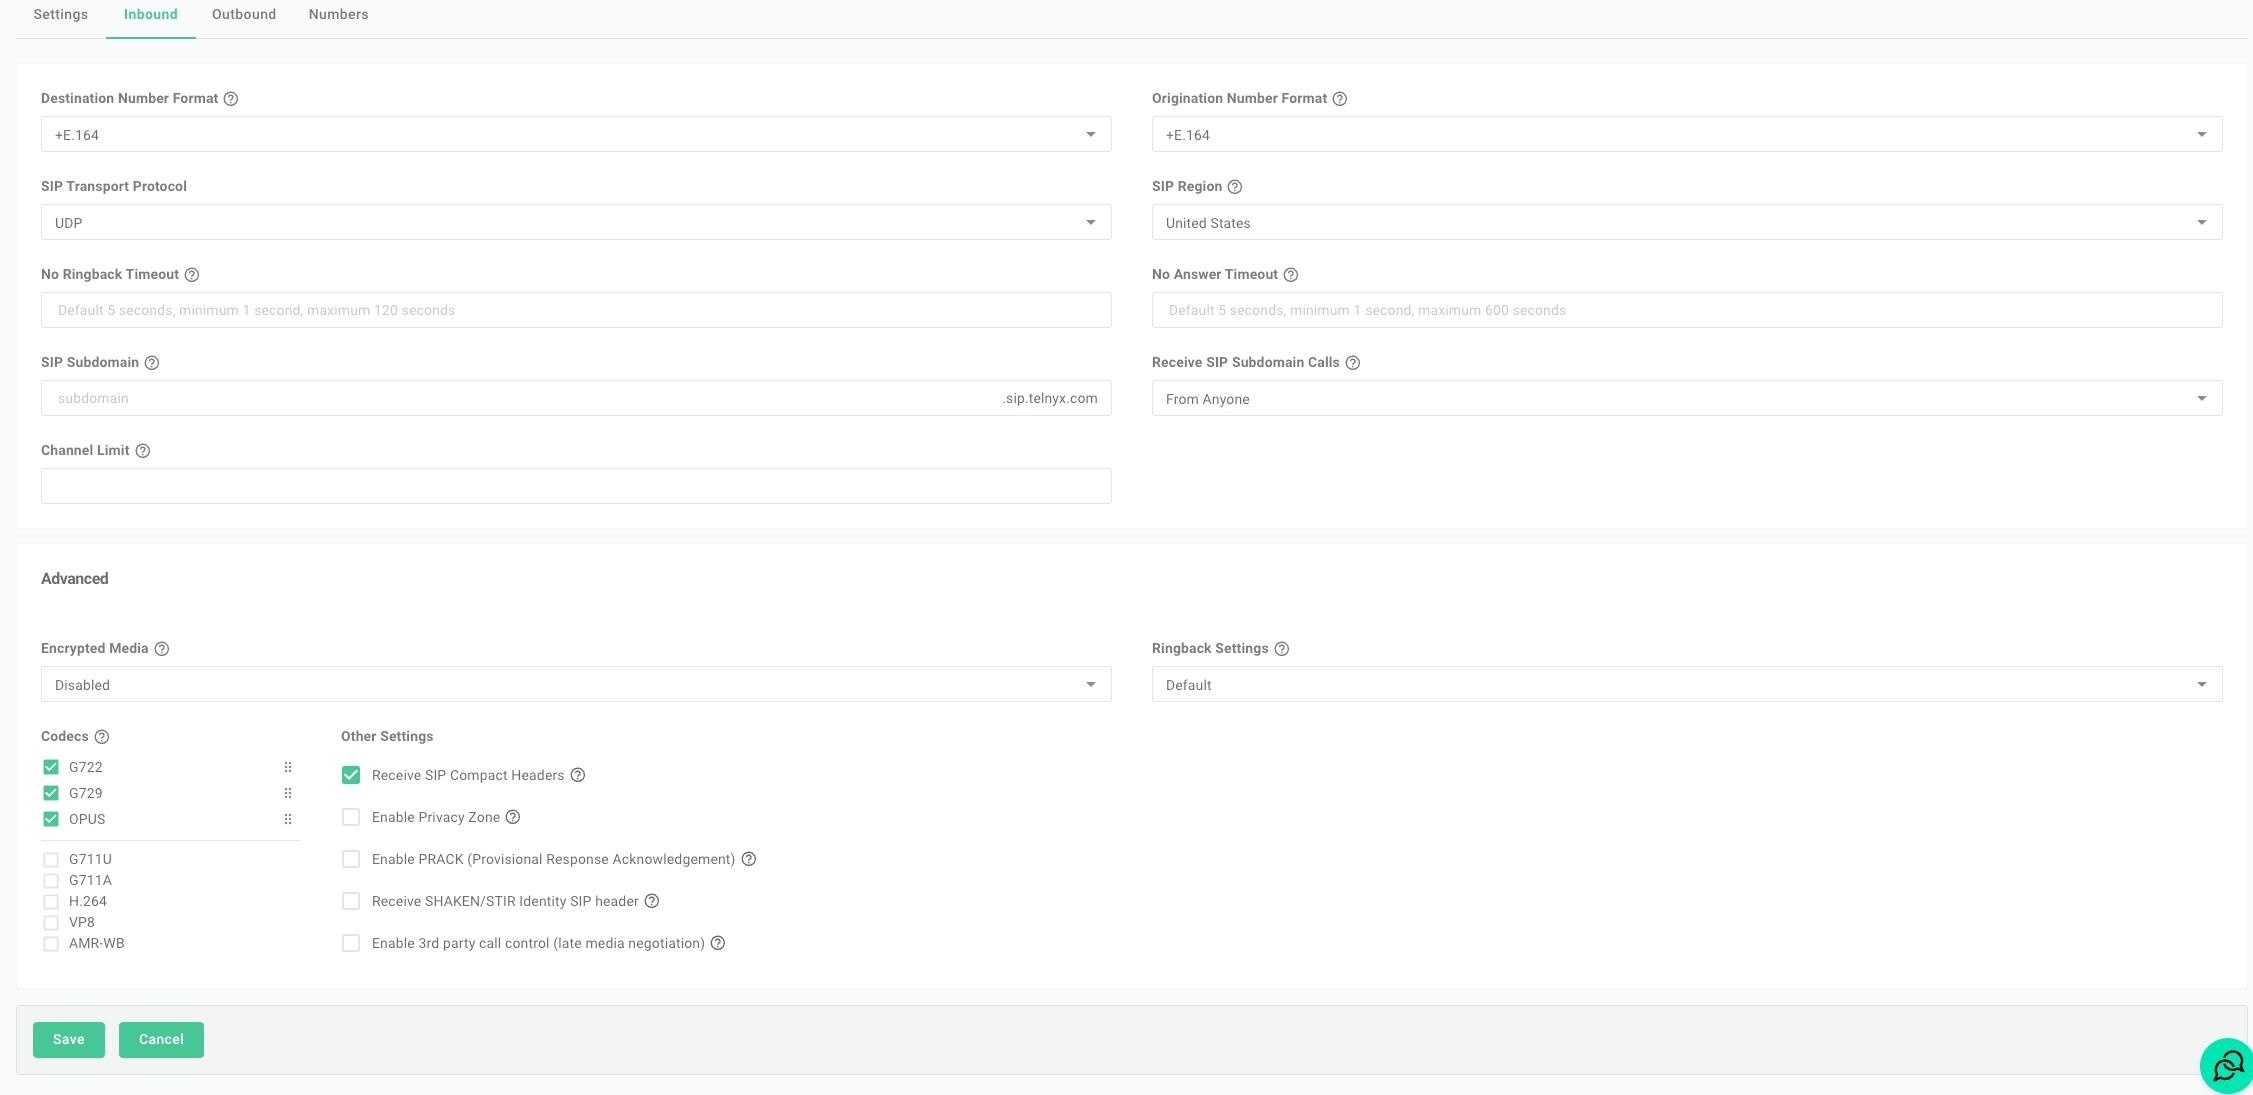 Settings Inbound Outbound Numbers
Destination Number Format
+E.164
Origination Number Format
+E.164
SIP Transport Protocol
UDP
SIP Region
United States
No Ringback Timeout
Default 5 seconds, minimum 1 second, maximum 120 seconds
No Answer Timeout
Default 5 seconds, minimum 1 second, maximum 600 seconds
SIP Subdomain
subdomain .sip.telnyx.com
Receive SIP Subdomain Calls
From Anyone
Channel Limit
Advanced
Encrypted Media
Disabled
Ringback Settings
Default
Codecs
G722
G729
OPUS
G711U
G711A
H.264
VP8
AMR-WB
Other Settings
Receive SIP Compact Headers
Enable Privacy Zone
Enable PRACK (Provisional Response Acknowledgement)
Receive SHAKEN/STIR Identity SIP header
Enable 3rd party call control (late media negotiation)
Save Cancel